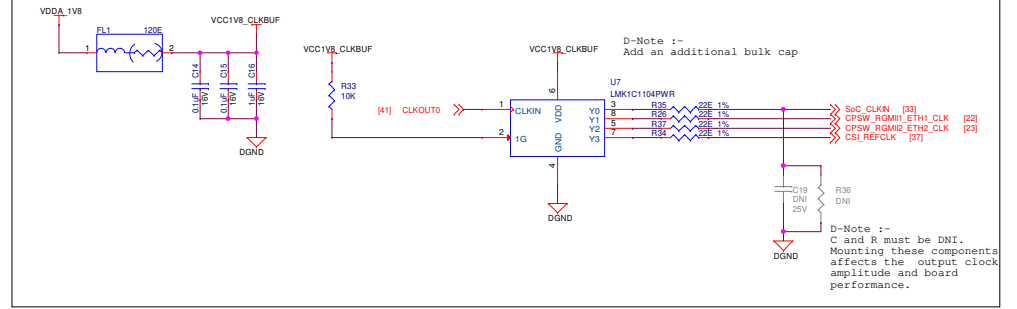 VDDA_1V8
FL1 120E
1
2
VCC1V8_CLKBUF
C14
0.1uF
16V
C15
0.1uF
16V
C16
1uF
16V
DGND
VCC1V8_CLKBUF
R33
10K
[41] CLKOUT0
VCC1V8_CLKBUF
D-Note :-
Add an additional bulk cap
U7
LMK1C1104PWR
6
VDD
1 CLKIN
2 1G
GND
4
DGND
Y0 3 R35 22E 1% SoC_CLKIN [33]
Y1 8 R26 22E 1% CPSW_RGMII1_ETH1_CLK [22]
Y2 5 R37 22E 1% CPSW_RGMII2_ETH2_CLK [23]
Y3 7 R34 22E 1% CSI_REFCLK [37]
C19
DNI
25V
R36
DNI
DGND
D-Note :-
C and R must be DNI.
Mounting these components
affects the output clock
amplitude and board
performance.